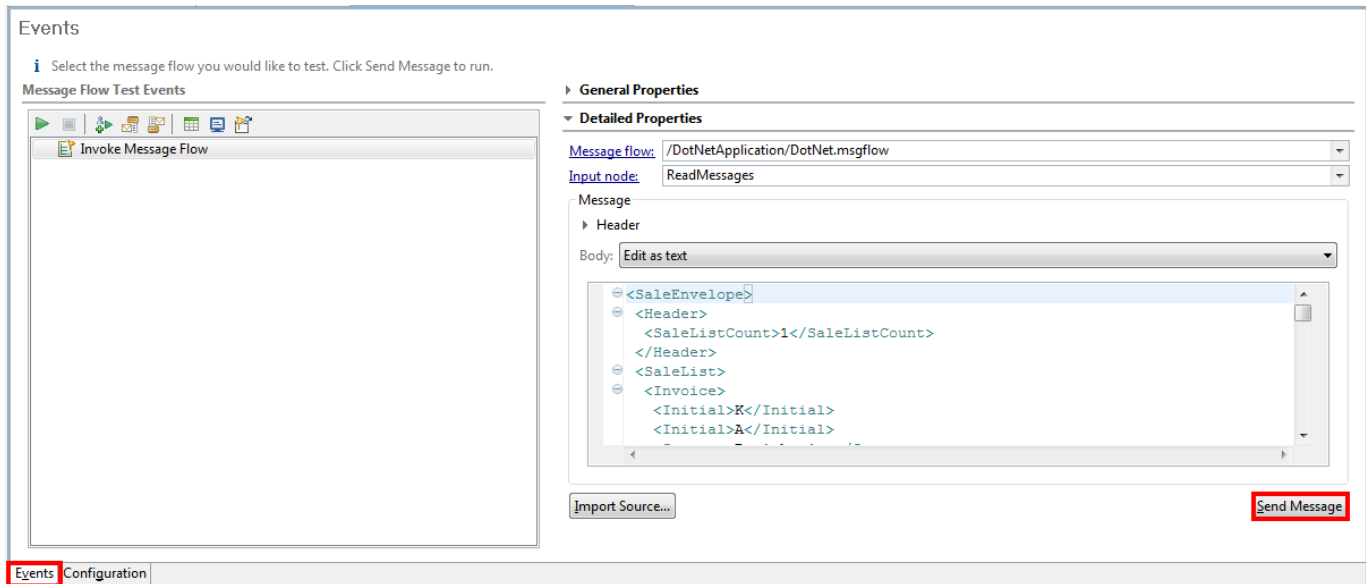 Events
i Select the message flow you would like to test. Click Send Message to run.
Message Flow Test Events
Invoke Message Flow
General Properties
Detailed Properties
Message flow: /DotNetApplication/DotNet.msgflow
Input node: ReadMessages
Message
Header
Body: Edit as text
<SaleEnvelope>
<Header>
<SaleListCount>1</SaleListCount>
</Header>
<SaleList>
<Invoice>
<Initial>K</Initial>
<Initial>A</Initial>
Import Source...
Send Message
Events Configuration